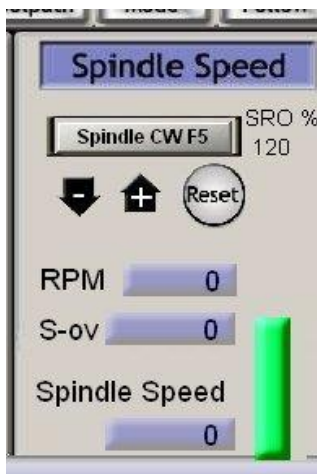 Spindle Speed
SRO %
Spindle CW F5
120
- + Reset
RPM 0
S-ov 0
Spindle Speed
0